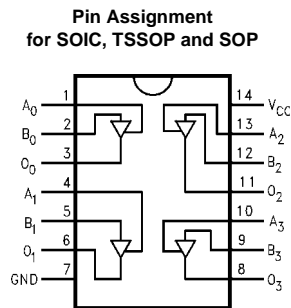 Pin Assignment
for SOIC, TSSOP and SOP
A0 1 14 VCC
B0 2 13 A2
O0 3 12 B2
A1 4 11 O2
B1 5 10 A3
O1 6 9 B3
GND 7 8 O3